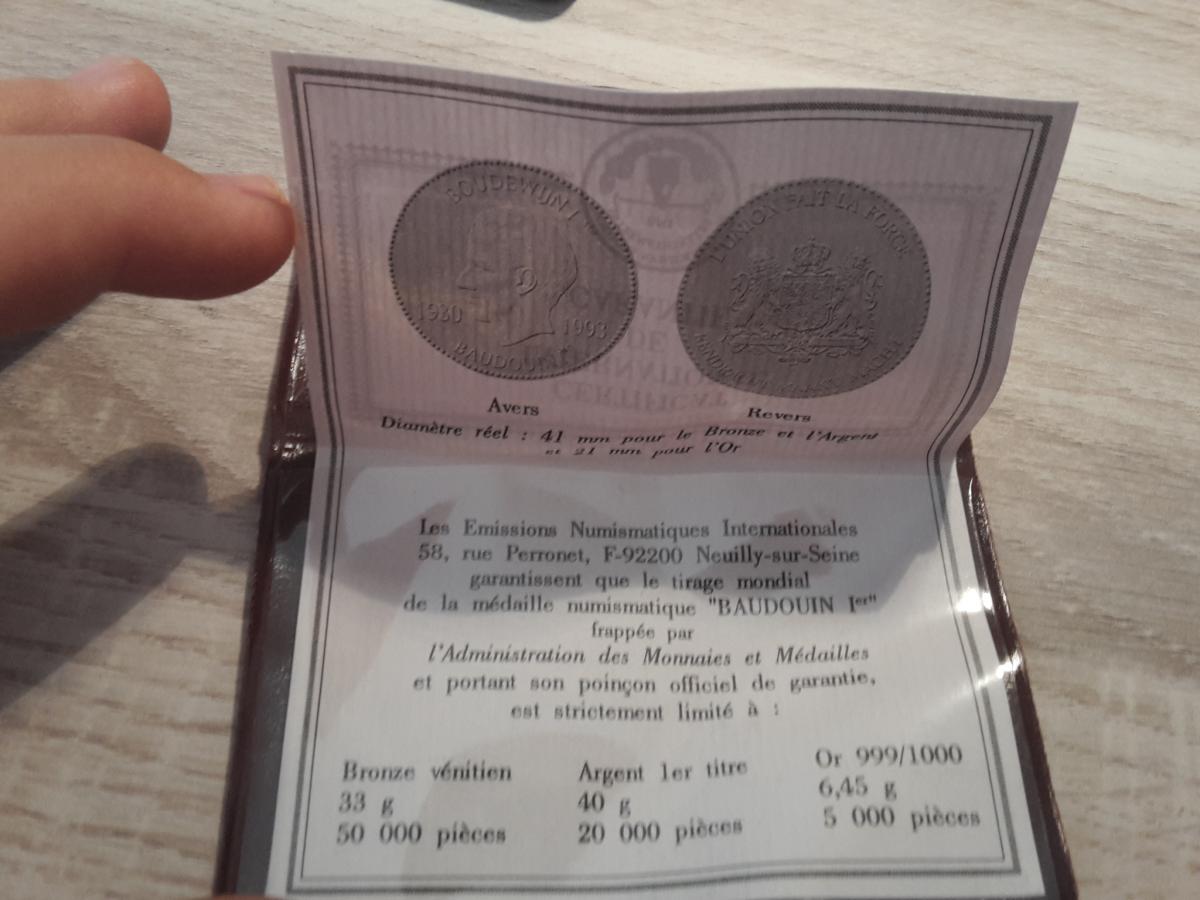 BOUDEWIJN I
1930 1993
BAUDOUIN I
L'UNION FAIT LA FORCE
EENDRACHT MAAKT MACHT
Avers
Revers
Diamètre réel : 41 mm pour le Bronze et l'Argent
et 21 mm pour l'Or
Les Emissions Numismatiques Internationales
58, rue Perronet, F-92200 Neuilly-sur-Seine
garantissent que le tirage mondial
de la médaille numismatique "BAUDOUIN Ier"
frappée par
l'Administration des Monnaies et Médailles
et portant son poinçon officiel de garantie,
est strictement limité à :
Bronze vénitien
33 g
50 000 pièces
Argent 1er titre
40 g
20 000 pièces
Or 999/1000
6,45 g
5 000 pièces